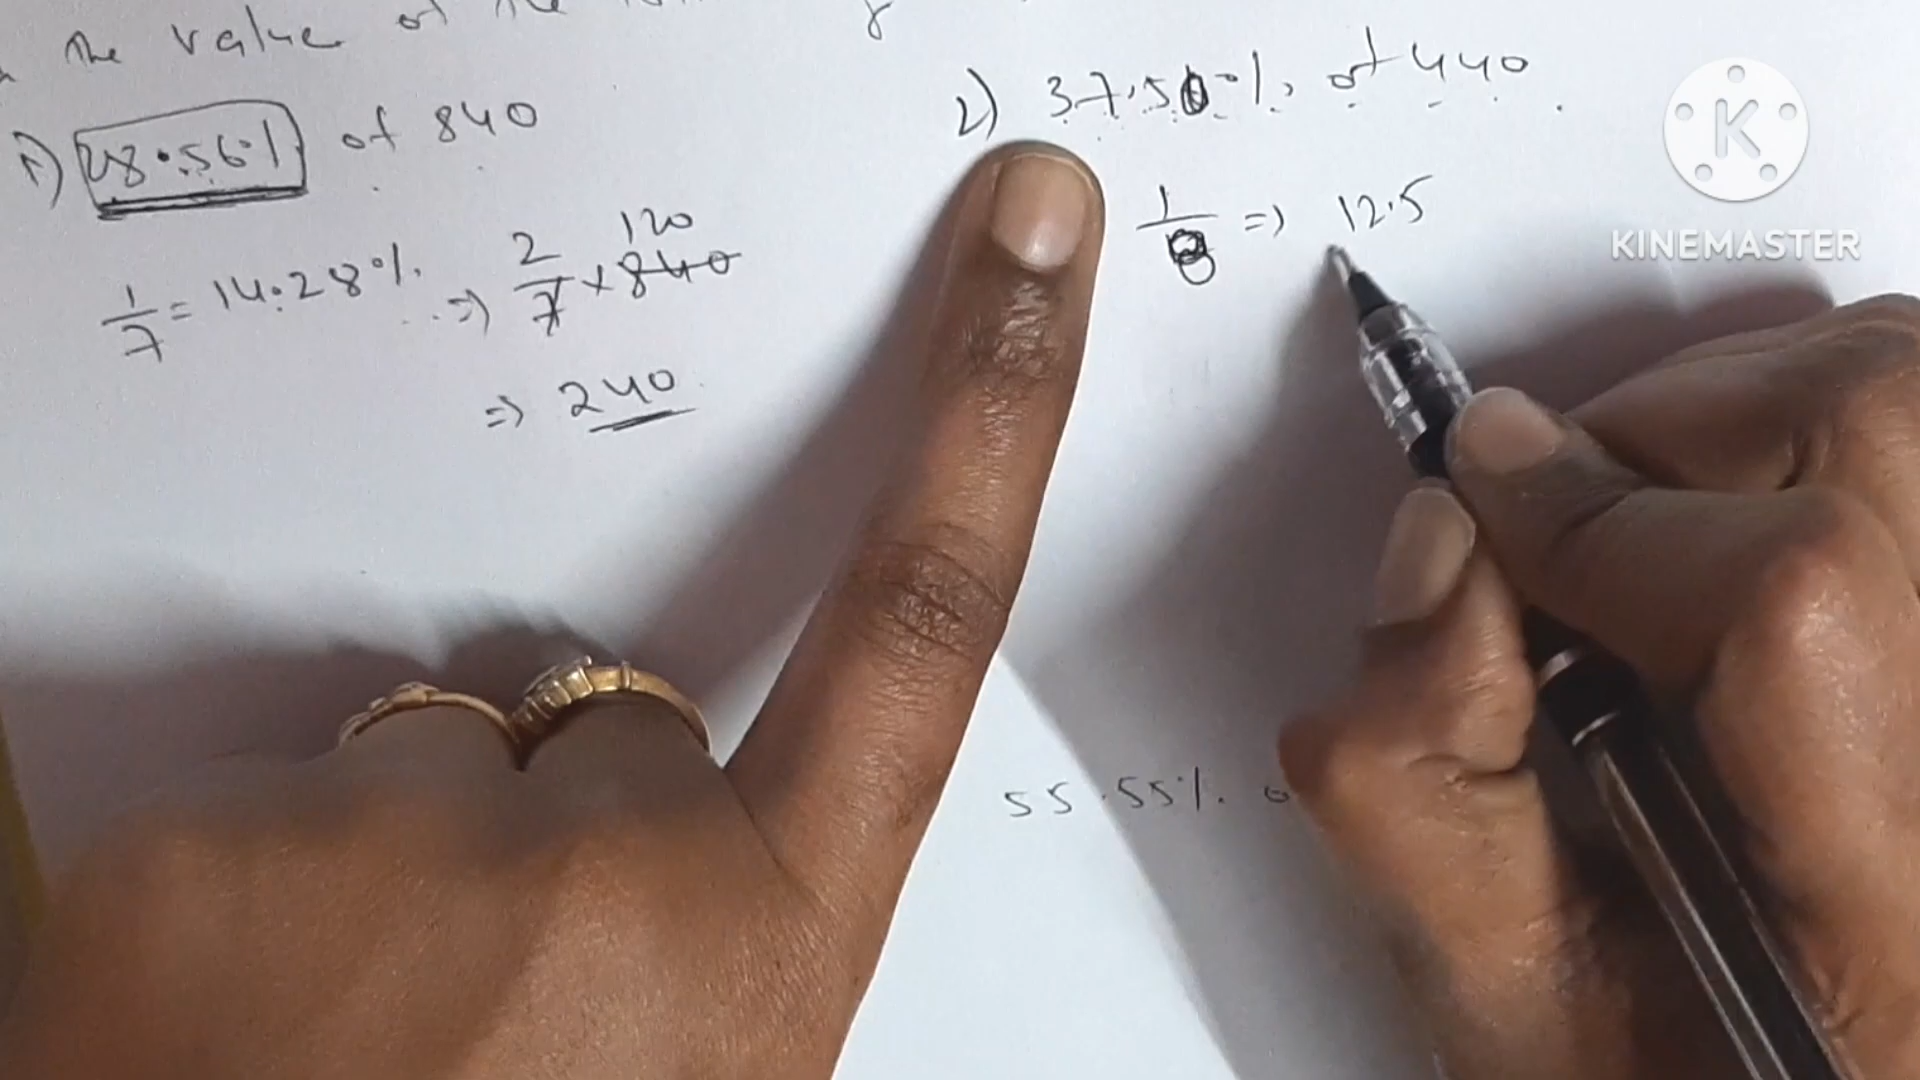 the value of the
1) 28.56% of 840
1/7 = 14.28% => 2/7 × 840 120
=> 240
2) 37.50% of 440
1/8 => 12.5
55.55%
K
KINEMASTER